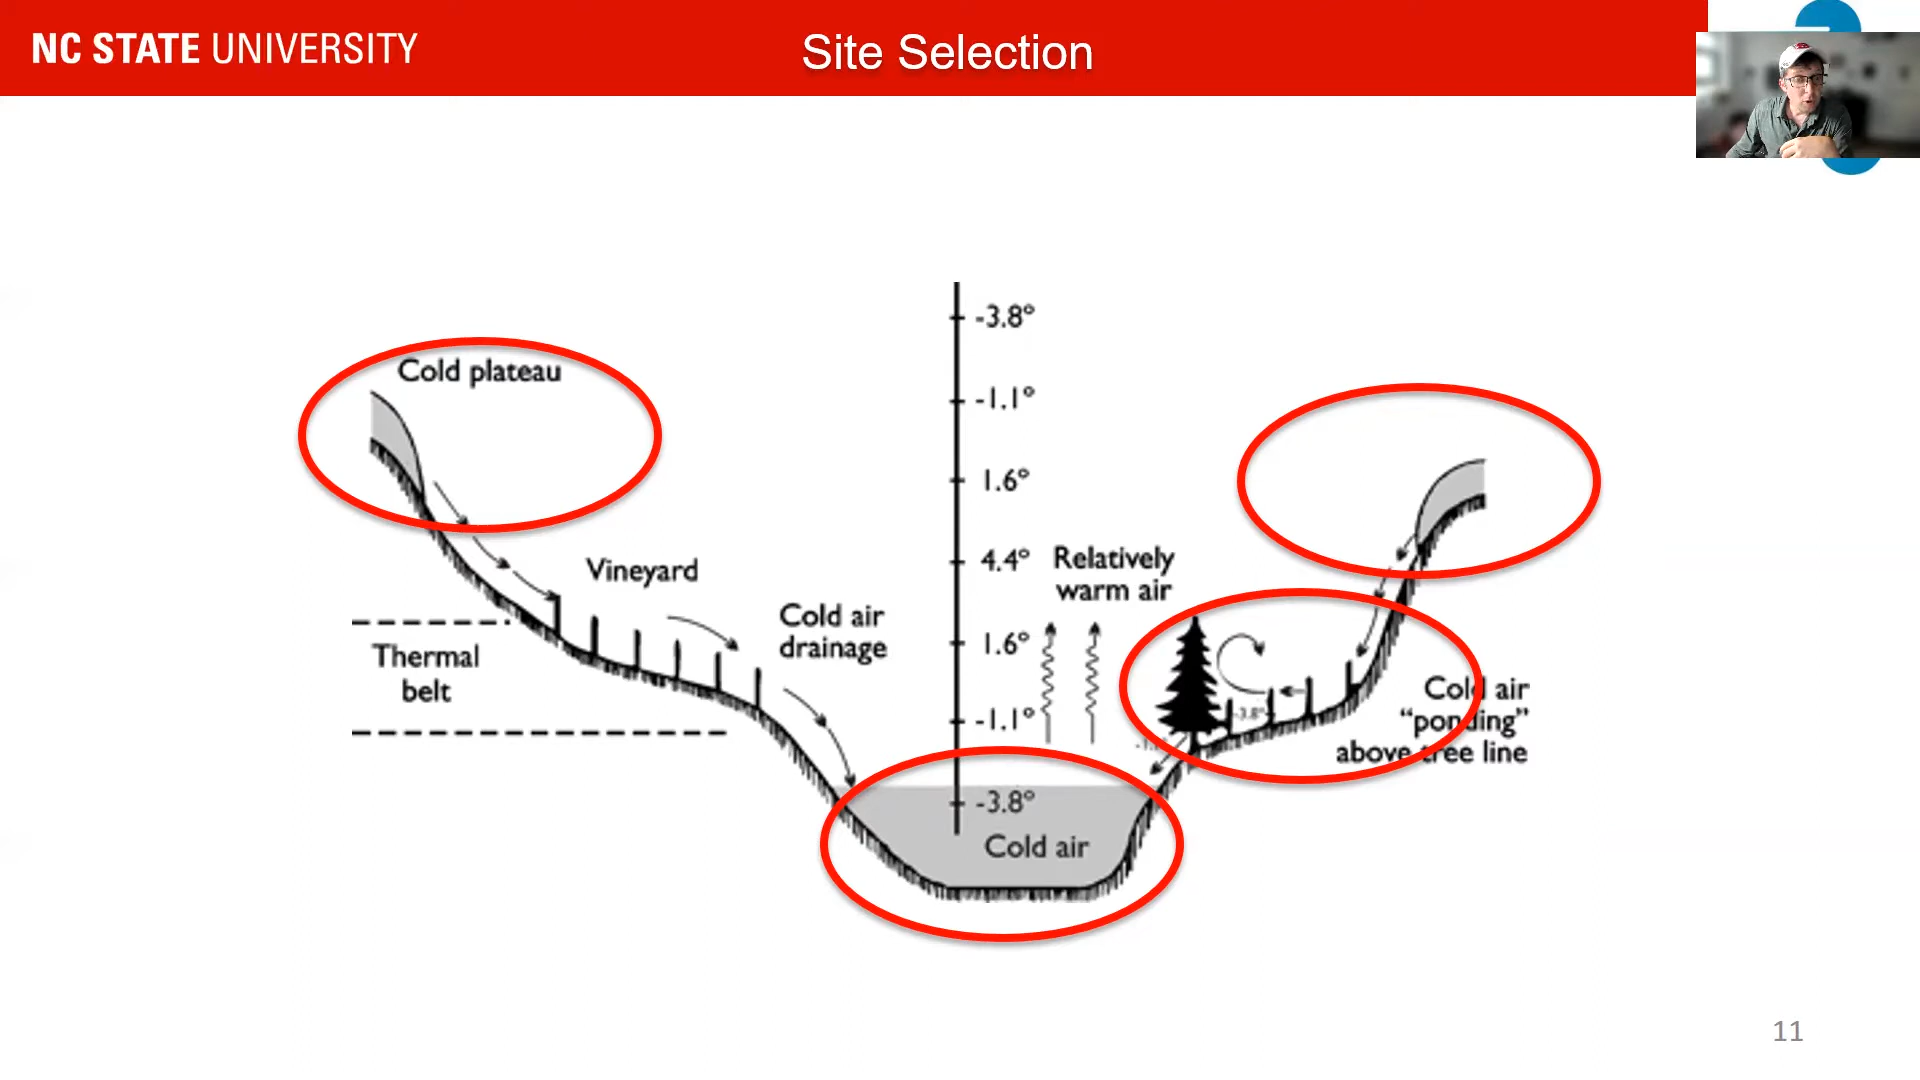 NC STATE UNIVERSITY
Site Selection
Cold plateau
-3.8°
-1.1°
1.6°
4.4°
1.6°
-1.1°
-3.8°
Vineyard
Cold air
drainage
Thermal
belt
Relatively
warm air
-3.8°
Cold air
“ponding”
above tree line
Cold air
11